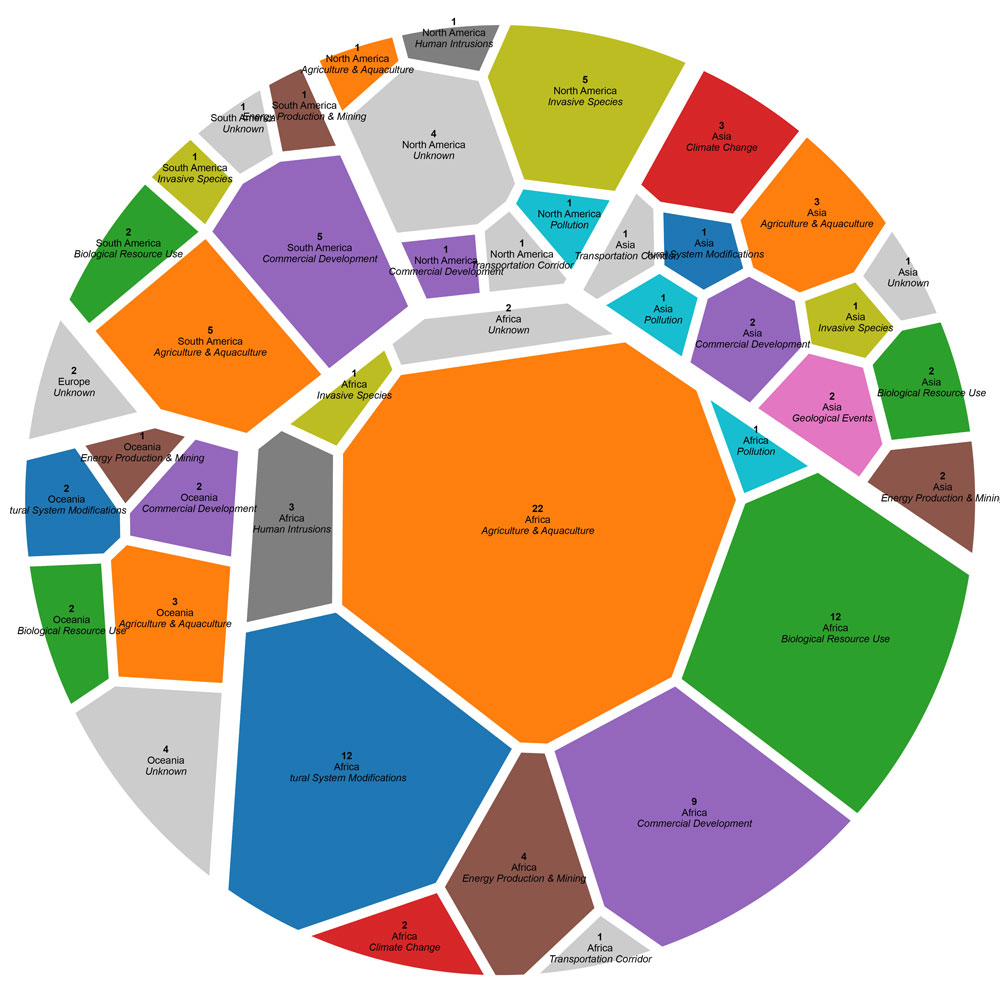 1
North America
Human Intrusions
1
North America
Agriculture & Aquaculture
5
North America
Invasive Species
1
South America
Energy Production & Mining
1
South America
Unknown
4
North America
Unknown
3
Asia
Climate Change
1
South America
Invasive Species
3
Asia
Agriculture & Aquaculture
1
North America
Pollution
2
South America
Biological Resource Use
5
South America
Commercial Development
1
North America
Commercial Development
1
North America
Transportation Corridor
1
Asia
Transportation Corridor
1
Asia
tural System Modifications
1
Asia
Unknown
2
Africa
Unknown
1
Asia
Pollution
1
Asia
Invasive Species
2
Asia
Commercial Development
5
South America
Agriculture & Aquaculture
2
Europe
Unknown
1
Africa
Invasive Species
2
Asia
Biological Resource Use
2
Asia
Geological Events
1
Oceania
Energy Production & Mining
1
Africa
Pollution
2
Asia
Energy Production & Minin
2
Oceania
tural System Modifications
2
Oceania
Commercial Development
3
Africa
Human Intrusions
22
Africa
Agriculture & Aquaculture
2
Oceania
Biological Resource Use
3
Oceania
Agriculture & Aquaculture
12
Africa
Biological Resource Use
4
Oceania
Unknown
12
Africa
tural System Modifications
9
Africa
Commercial Development
4
Africa
Energy Production & Mining
2
Africa
Climate Change
1
Africa
Transportation Corridor